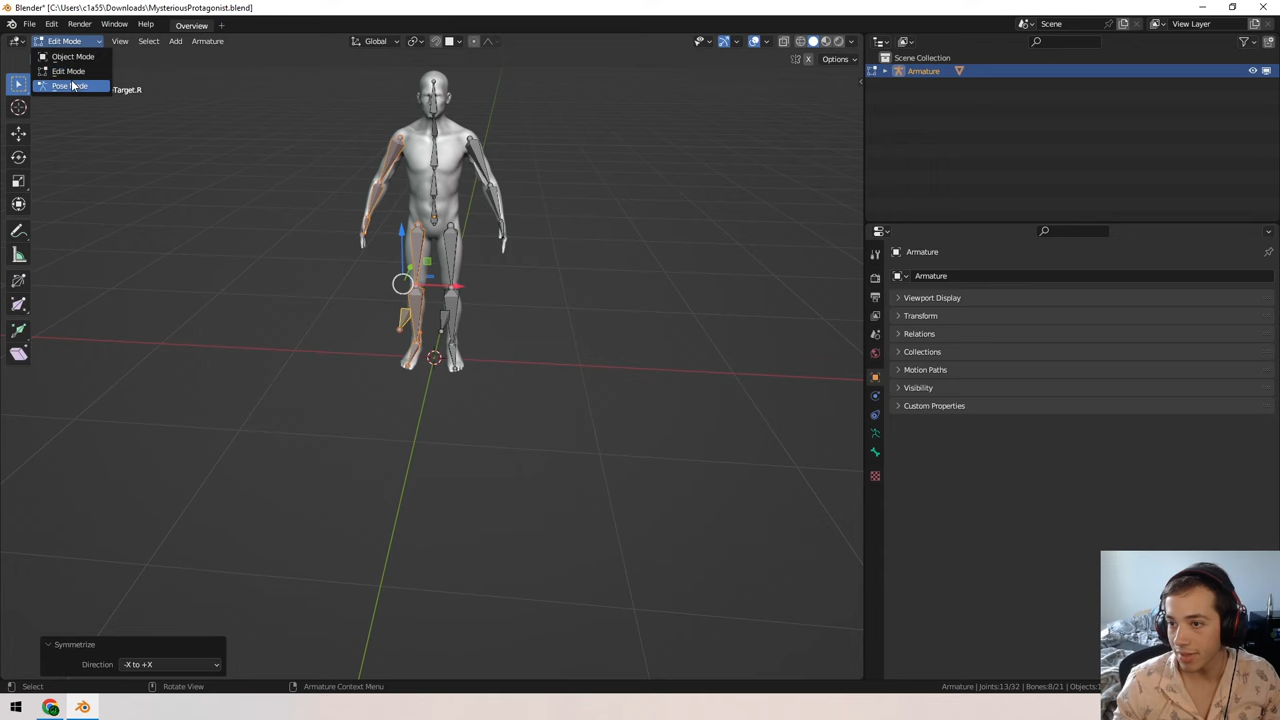 Blender* [C:\Users\c1a55\Downloads\MysteriousProtagonist.blend]
File Edit Render Window Help Overview Scene View Layer
Edit Mode View Select Add Armature Global
Object Mode
Scene Collection
Options
Edit Mode
Armature
Pose Mode
Target.R
Armature
Armature
Viewport Display
Transform
Relations
Collections
Motion Paths
Visibility
Custom Properties
Symmetrize
Direction -X to +X
Select Rotate View Armature Context Menu Armature | Joints:13/32 | Bones:8/21 | Objects:1